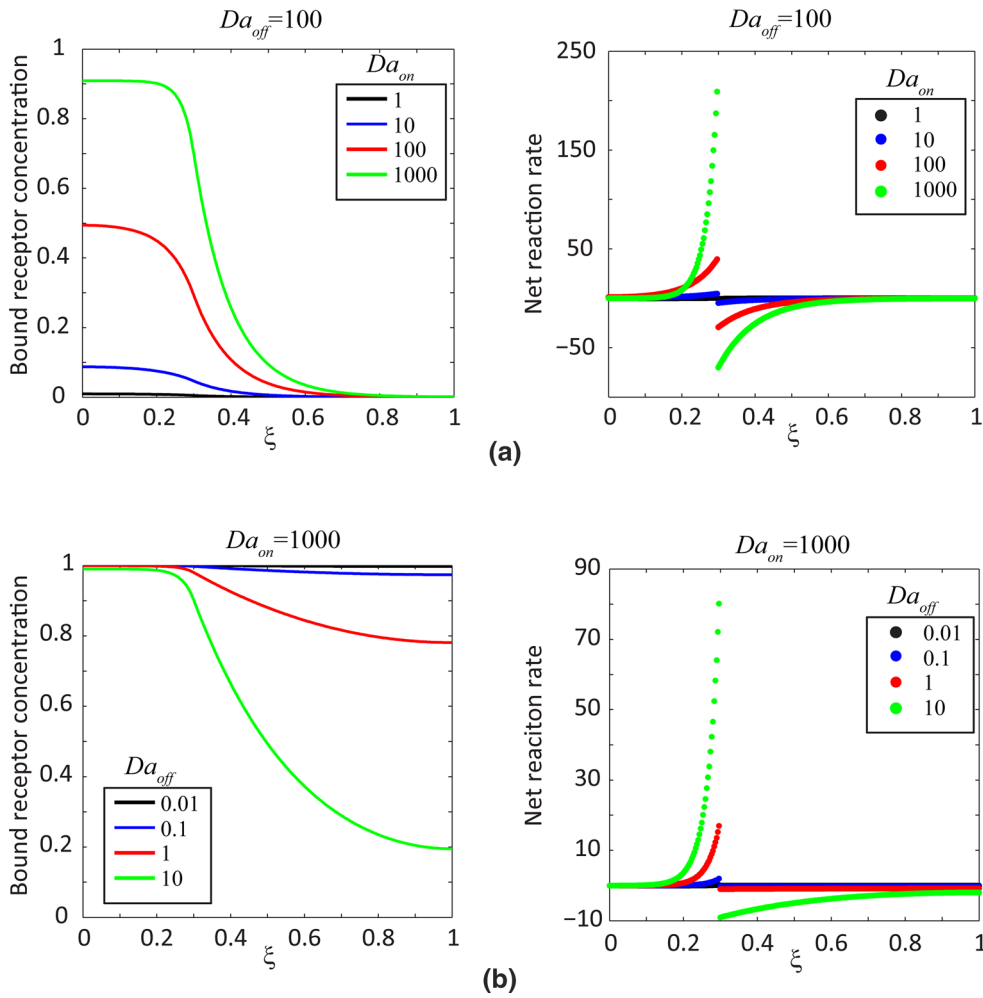 Da_off=100
Bound receptor concentration
1
0.8
0.6
0.4
0.2
0
0 0.2 0.4 0.6 0.8 1
ξ
Da_on
1
10
100
1000
Da_off=100
Net reaction rate
250
150
50
−50
0 0.2 0.4 0.6 0.8 1
ξ
Da_on
1
10
100
1000
(a)
Da_on=1000
Bound receptor concentration
1
0.8
0.6
0.4
0.2
0
0 0.2 0.4 0.6 0.8 1
ξ
Da_off
0.01
0.1
1
10
Da_on=1000
Net reaciton rate
90
70
50
30
10
−10
0 0.2 0.4 0.6 0.8 1
ξ
Da_off
0.01
0.1
1
10
(b)